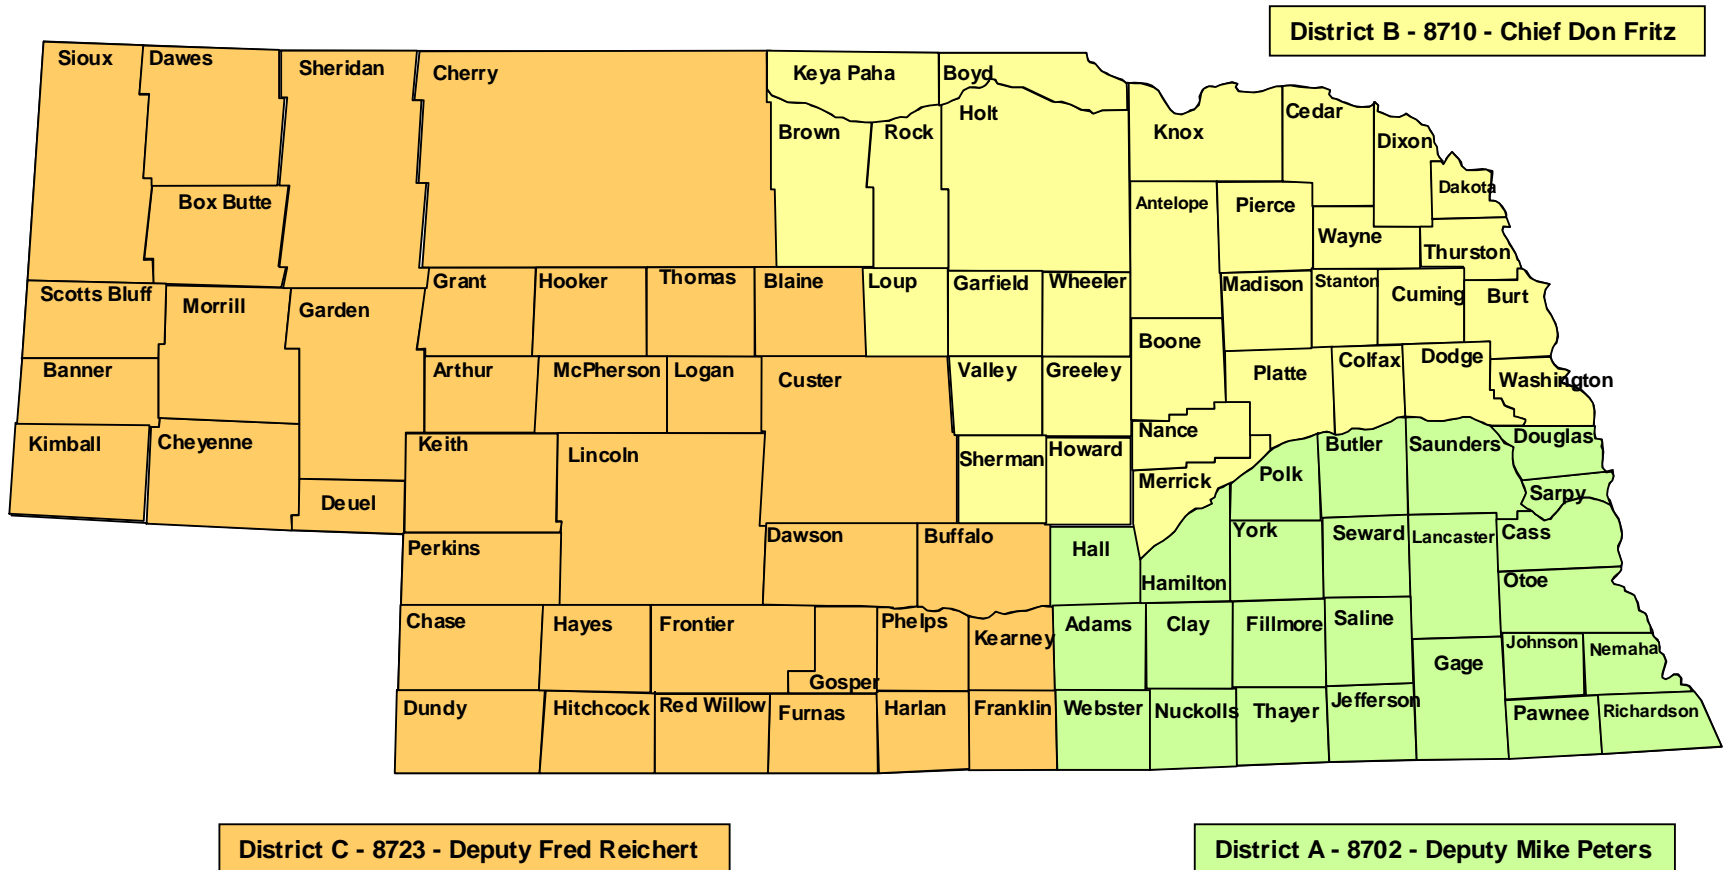 District B - 8710 - Chief Don Fritz
Sioux
Dawes
Sheridan
Cherry
Keya Paha
Boyd
Holt
Brown
Rock
Knox
Cedar
Dixon
Dakota
Box Butte
Antelope
Pierce
Wayne
Thurston
Scotts Bluff
Morrill
Garden
Grant
Hooker
Thomas
Blaine
Loup
Garfield
Wheeler
Madison
Stanton
Cuming
Burt
Boone
Banner
Arthur
McPherson
Logan
Custer
Valley
Greeley
Platte
Colfax
Dodge
Washington
Kimball
Cheyenne
Keith
Lincoln
Sherman
Howard
Nance
Merrick
Polk
Butler
Saunders
Douglas
Sarpy
Deuel
Perkins
Dawson
Buffalo
Hall
Hamilton
York
Seward
Lancaster
Cass
Otoe
Chase
Hayes
Frontier
Gosper
Phelps
Kearney
Adams
Clay
Fillmore
Saline
Gage
Johnson
Nemaha
Dundy
Hitchcock
Red Willow
Furnas
Harlan
Franklin
Webster
Nuckolls
Thayer
Jefferson
Pawnee
Richardson
District C - 8723 - Deputy Fred Reichert
District A - 8702 - Deputy Mike Peters